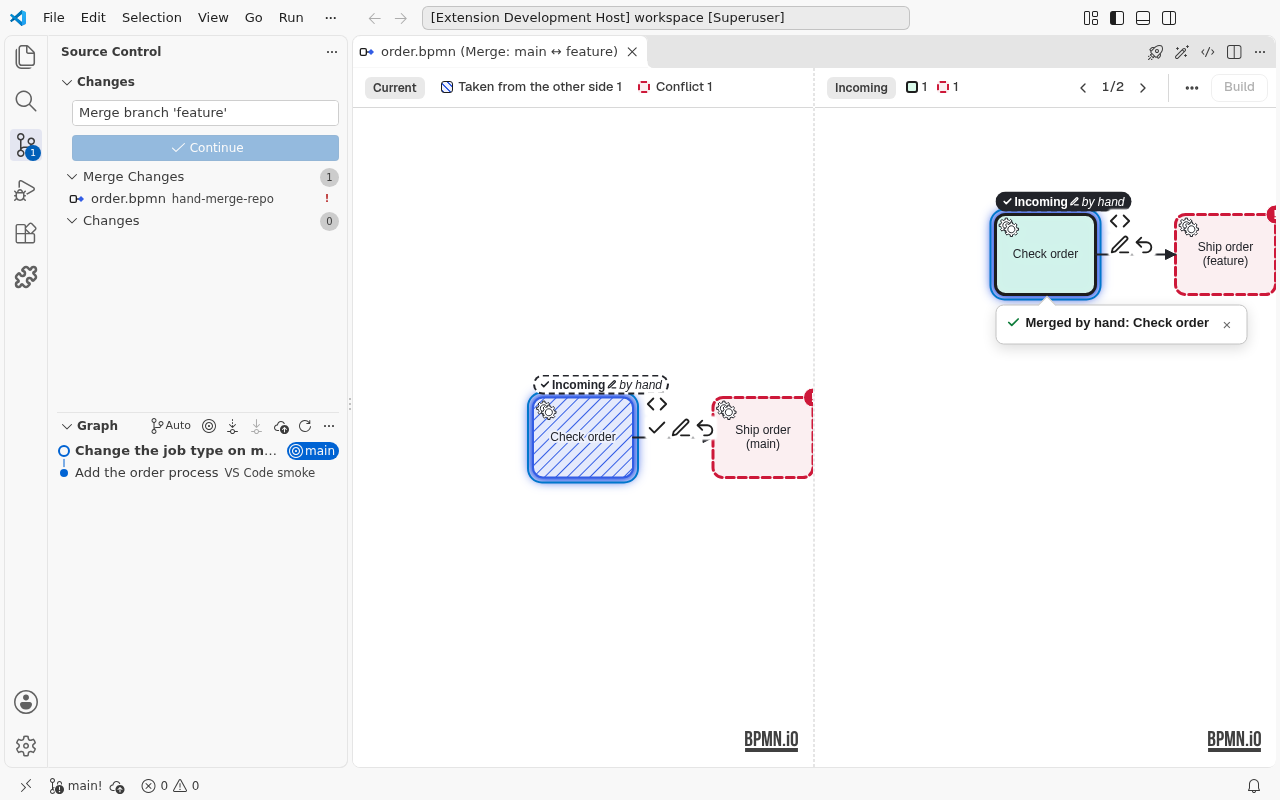 File Edit Selection View Go Run
[Extension Development Host] workspace [Superuser]
Source Control
Changes
Merge branch 'feature'
Continue
Merge Changes 1
order.bpmn hand-merge-repo !
Changes 0
1
Graph Auto
Change the job type on m... main
Add the order process VS Code smoke
order.bpmn (Merge: main ↔ feature)
Current Taken from the other side 1 Conflict 1
Incoming 1 1 1/2 Build
Incoming by hand
Check order
Ship order
(feature)
Merged by hand: Check order
Incoming by hand
Check order
Ship order
(main)
BPMN.iO
BPMN.iO
main! 0 0